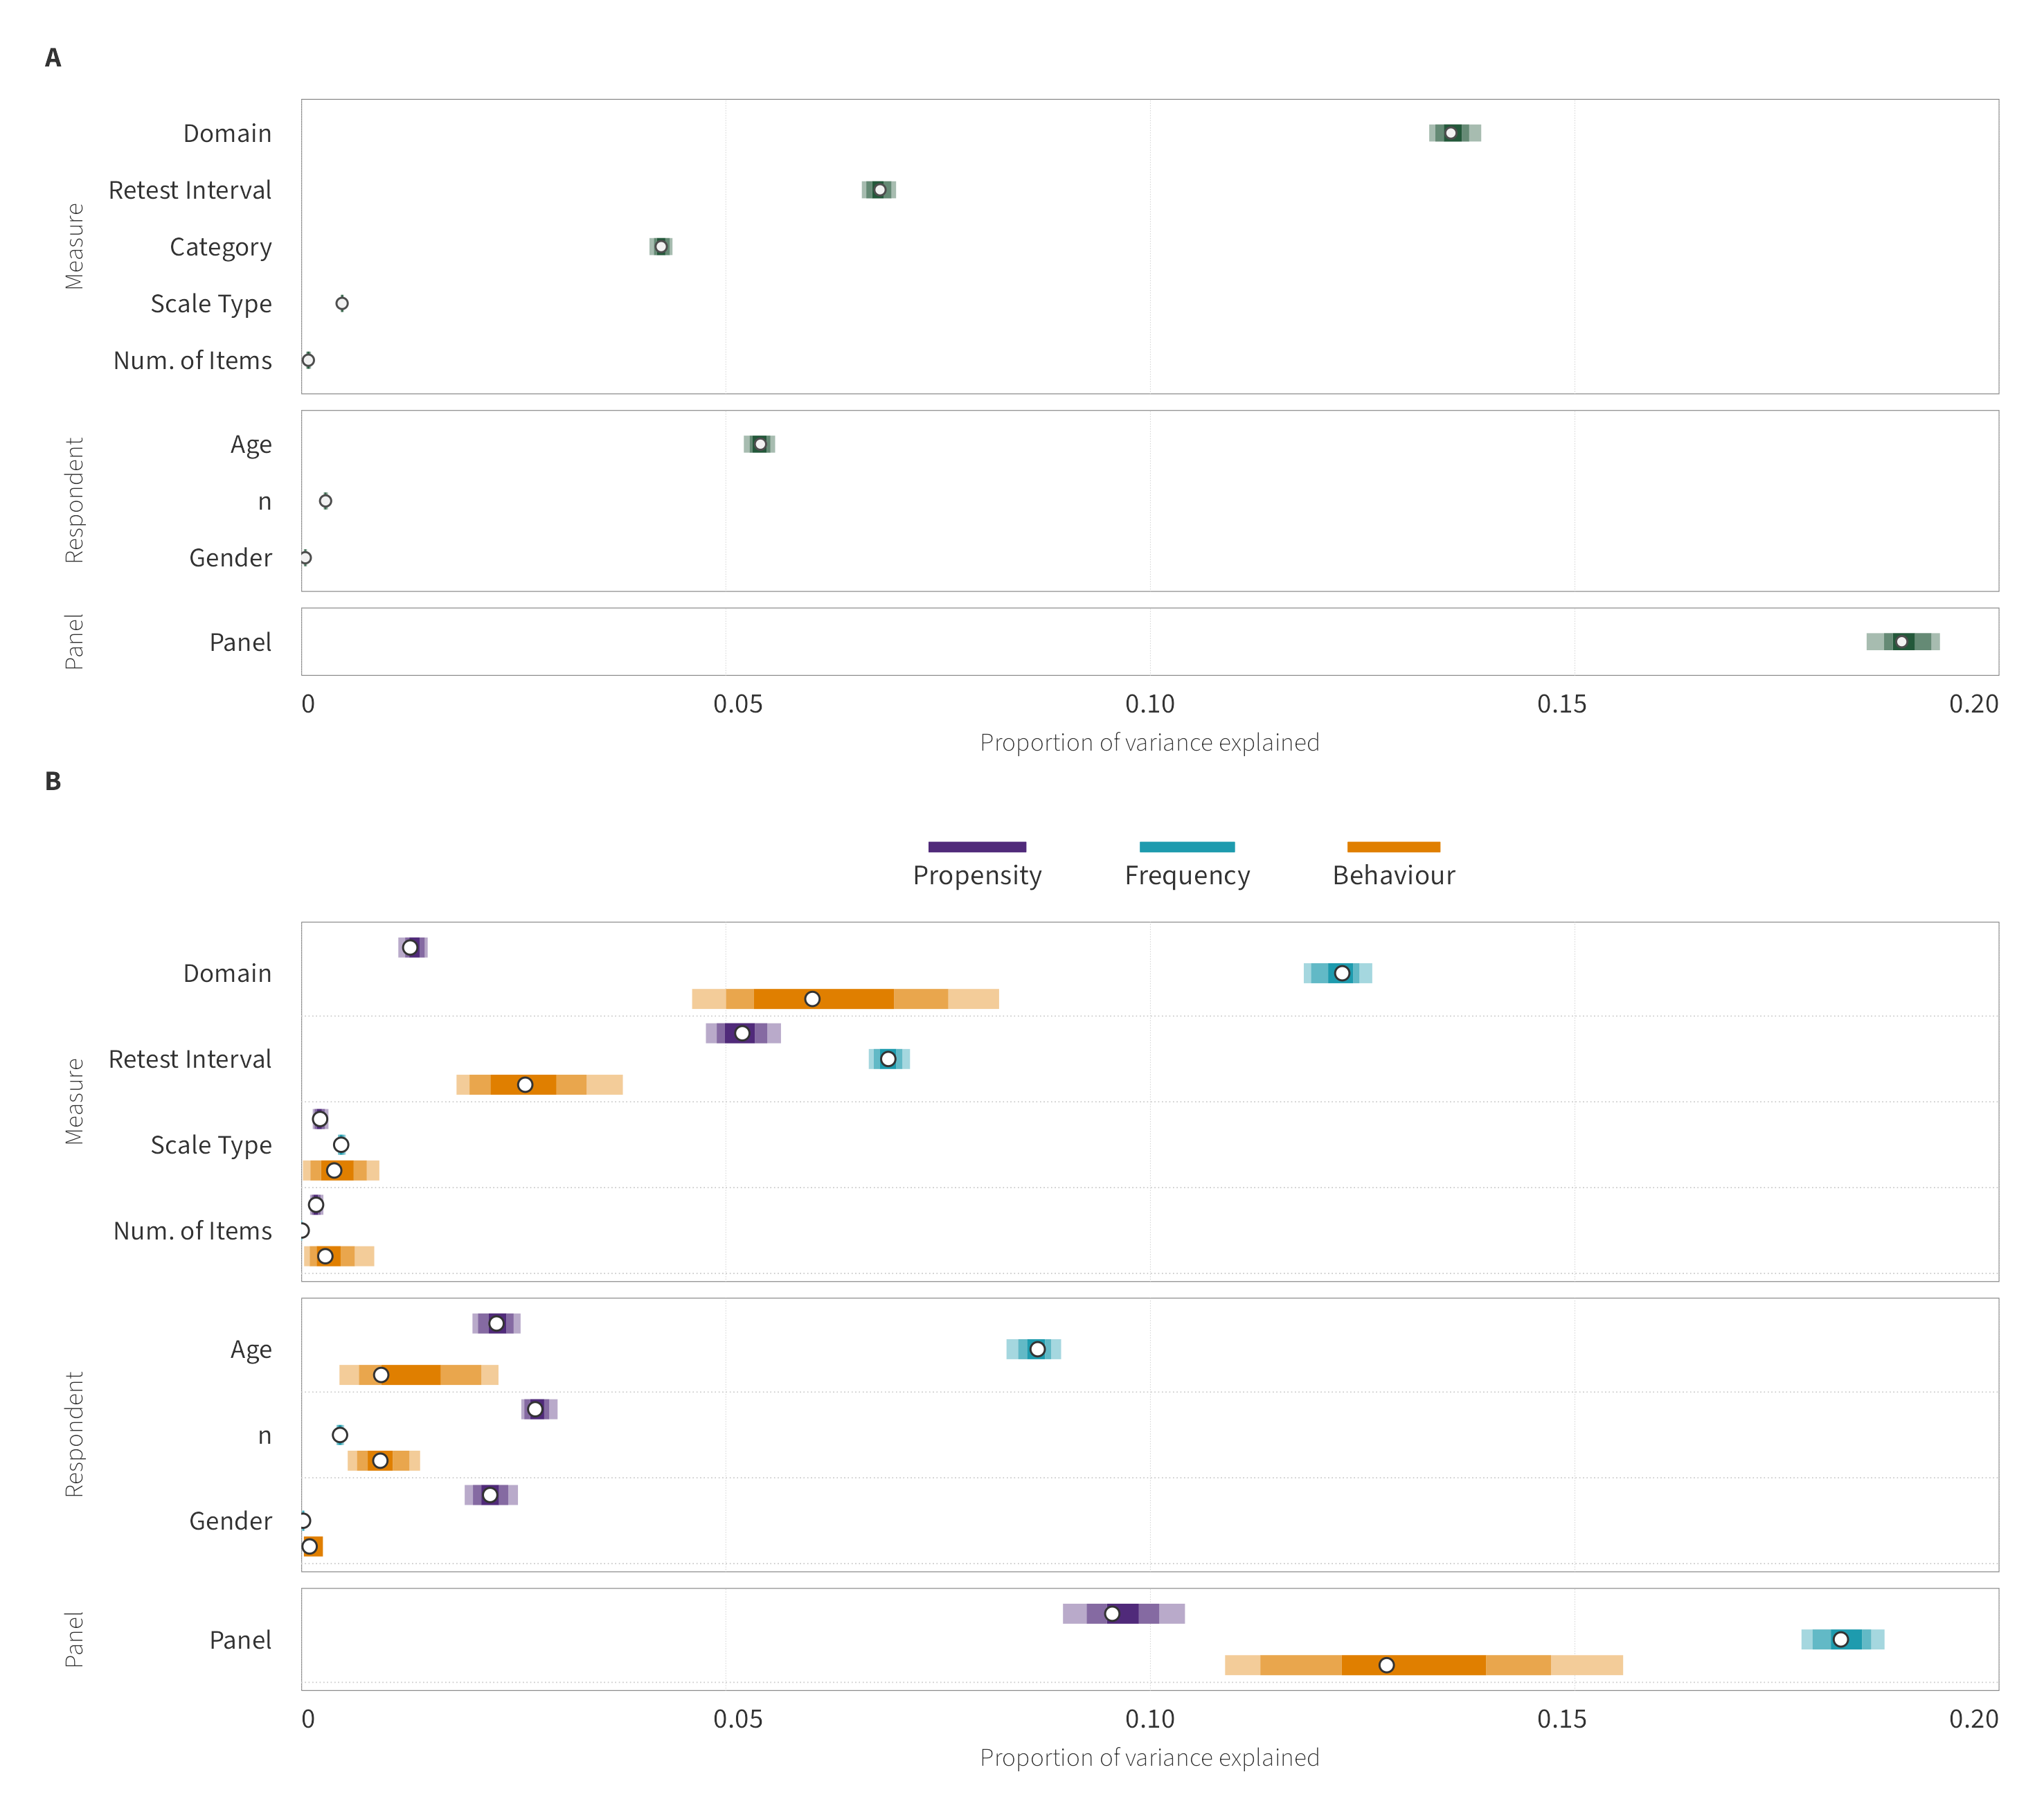 A
Measure
Domain
Retest Interval
Category
Scale Type
Num. of Items
Respondent
Age
n
Gender
Panel
Panel
0 0.05 0.10 0.15 0.20
Proportion of variance explained
B
Propensity Frequency Behaviour
Measure
Domain
Retest Interval
Scale Type
Num. of Items
Respondent
Age
n
Gender
Panel
Panel
0 0.05 0.10 0.15 0.20
Proportion of variance explained